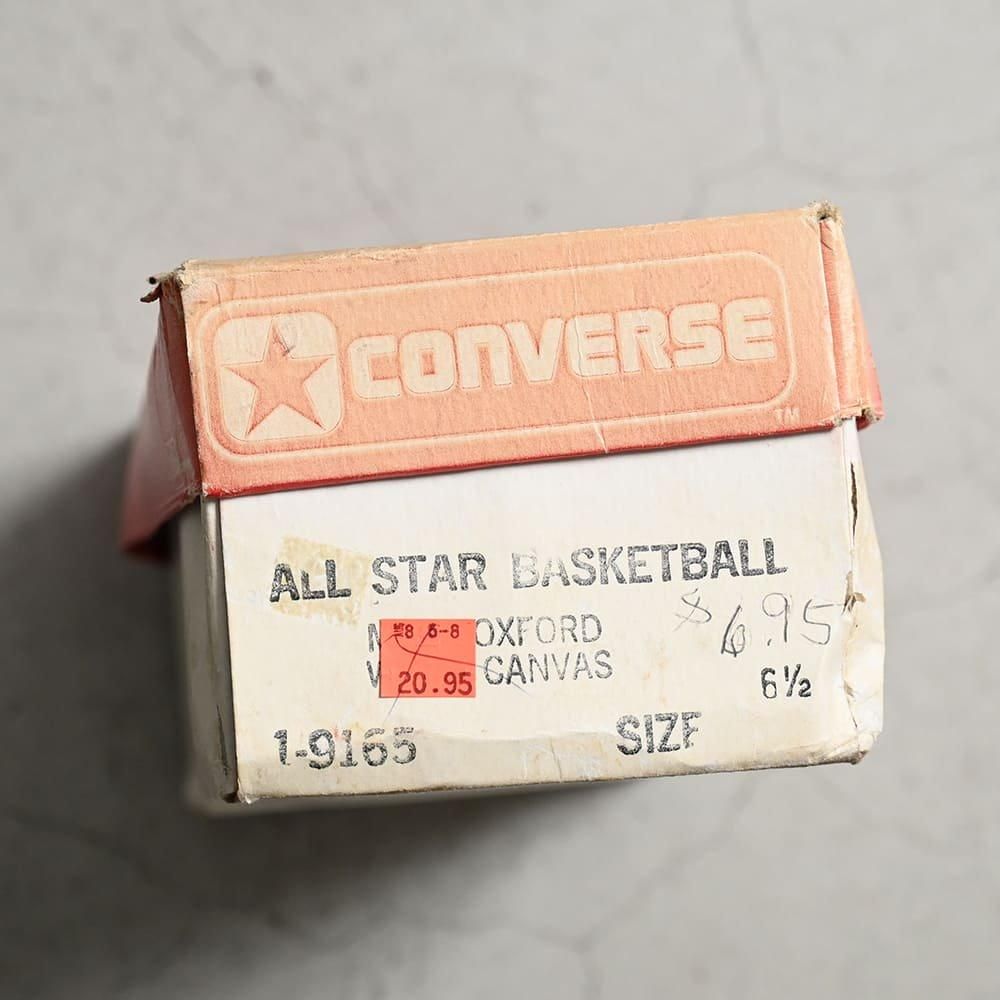 CONVERSE
TM
ALL STAR BASKETBALL
OXFORD
CANVAS
$6.95
20.95
6½
1-9165
SIZE